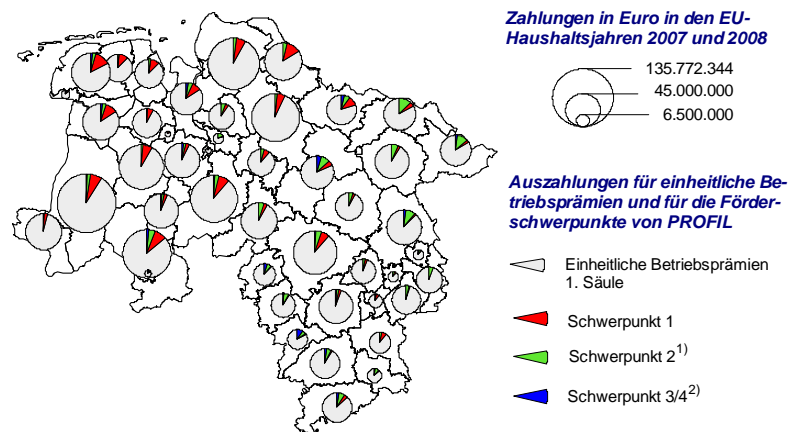 Zahlungen in Euro in den EU-
Haushaltsjahren 2007 und 2008
135.772.344
45.000.000
6.500.000
Auszahlungen für einheitliche Be-
triebsprämien und für die Förder-
schwerpunkte von PROFIL
Einheitliche Betriebsprämien
1. Säule
Schwerpunkt 1
Schwerpunkt 2¹⁾
Schwerpunkt 3/4²⁾